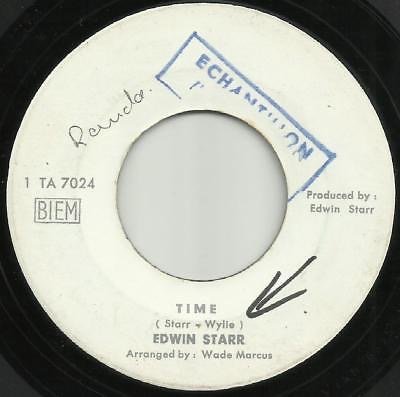 ECHANTILLON
1 TA 7024
BIEM
Produced by :
Edwin Starr
TIME
( Starr - Wylie )
EDWIN STARR
Arranged by : Wade Marcus